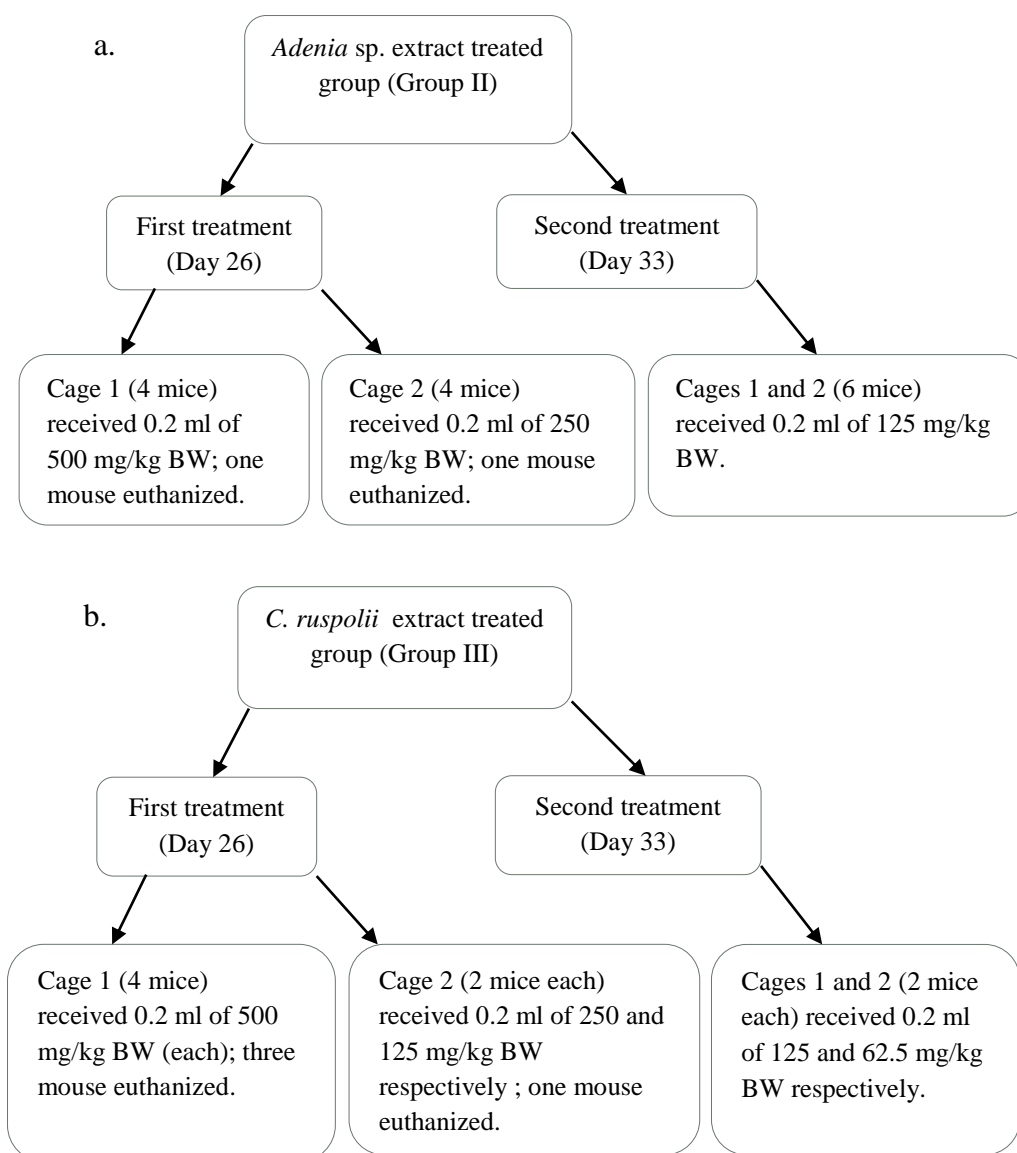 a.
Adenia sp. extract treated
group (Group II)
First treatment
(Day 26)
Second treatment
(Day 33)
Cage 1 (4 mice)
received 0.2 ml of
500 mg/kg BW; one
mouse euthanized.
Cage 2 (4 mice)
received 0.2 ml of 250
mg/kg BW; one mouse
euthanized.
Cages 1 and 2 (6 mice)
received 0.2 ml of 125 mg/kg
BW.
b.
C. ruspolii extract treated
group (Group III)
First treatment
(Day 26)
Second treatment
(Day 33)
Cage 1 (4 mice)
received 0.2 ml of 500
mg/kg BW (each); three
mouse euthanized.
Cage 2 (2 mice each)
received 0.2 ml of 250 and
125 mg/kg BW
respectively ; one mouse
euthanized.
Cages 1 and 2 (2 mice
each) received 0.2 ml
of 125 and 62.5 mg/kg
BW respectively.